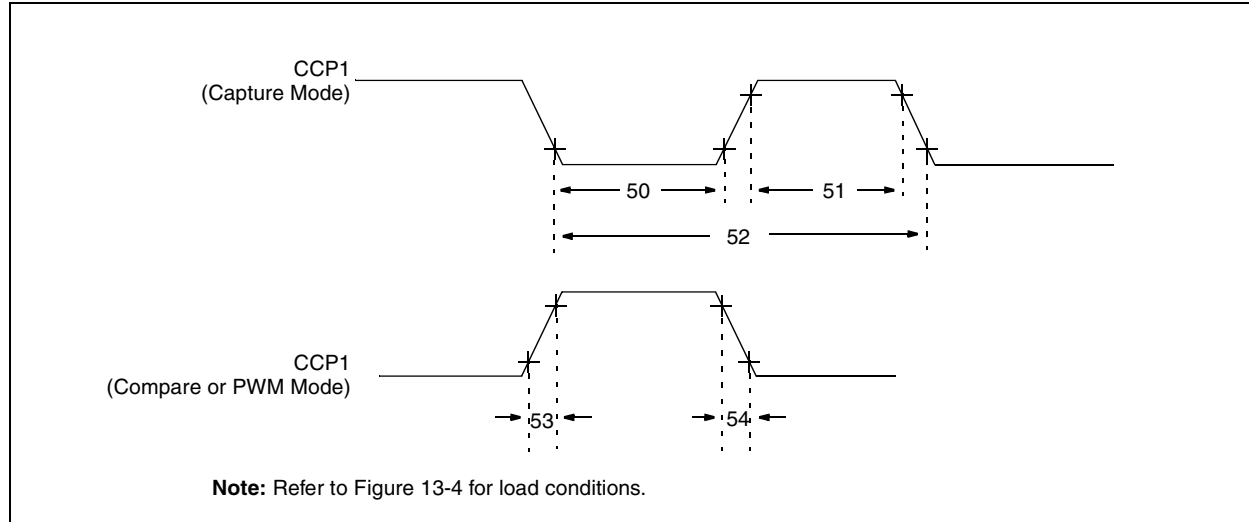 CCP1
(Capture Mode)
50
51
52
CCP1
(Compare or PWM Mode)
53
54
Note: Refer to Figure 13-4 for load conditions.